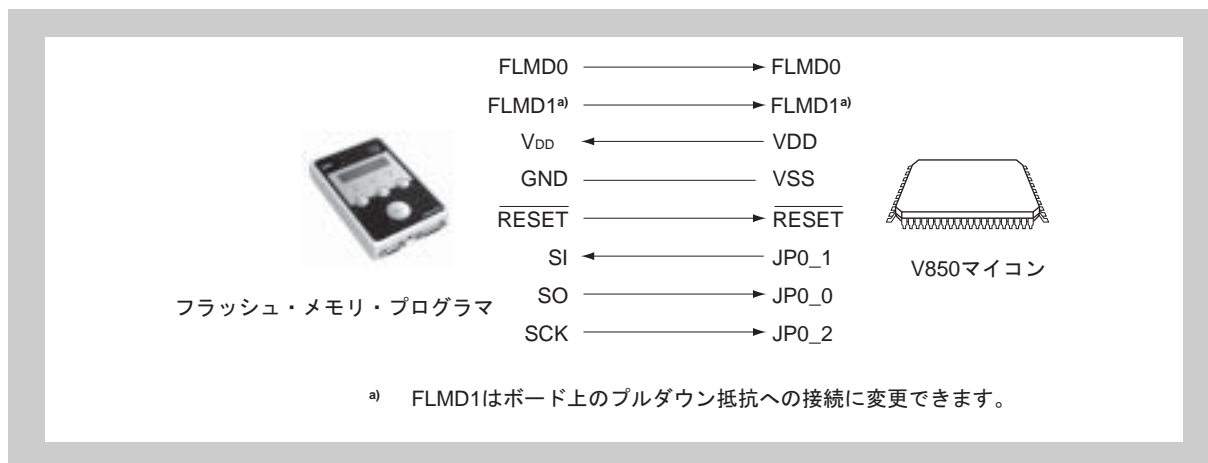 FLMD0 FLMD0
FLMD1a) FLMD1a)
VDD VDD
GND VSS
RESET RESET
SI JP0_1
SO JP0_0
SCK JP0_2
フラッシュ・メモリ・プログラマ
V850マイコン
a) FLMD1はボード上のプルダウン抵抗への接続に変更できます。